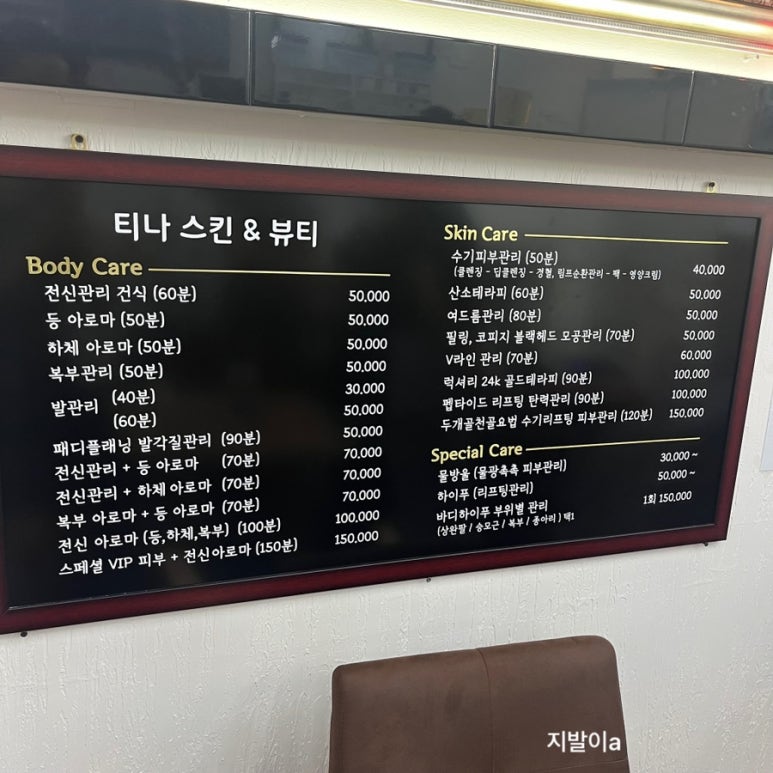 티나 스킨 & 뷰티
Body Care
전신관리 건식 (60분) 50,000
등 아로마 (50분) 50,000
하체 아로마 (50분) 50,000
복부관리 (50분) 50,000
발관리 (40분) 30,000
(60분) 50,000
패디플래닝 발각질관리 (90분) 50,000
전신관리 + 등 아로마 (70분) 70,000
전신관리 + 하체 아로마 (70분) 70,000
복부 아로마 + 등 아로마 (70분) 70,000
전신 아로마 (등,하체,복부) (100분) 100,000
스페셜 VIP 피부 + 전신아로마 (150분) 150,000
Skin Care
수기피부관리 (50분)
(클렌징 - 딥클렌징 - 경혈, 림프순환관리 - 팩 - 영양크림) 40,000
산소테라피 (60분) 50,000
여드름관리 (80분) 50,000
필링, 코피지 블랙헤드 모공관리 (70분) 50,000
V라인 관리 (70분) 60,000
럭셔리 24k 골드테라피 (90분) 100,000
펩타이드 리프팅 탄력관리 (90분) 100,000
두개골천골요법 수기리프팅 피부관리 (120분) 150,000
Special Care
물방울 (물광촉촉 피부관리) 30,000 ~
하이푸 (리프팅관리) 50,000 ~
바디하이푸 부위별 관리 1회 150,000
(상완팔 / 승모근 / 복부 / 종아리) 택1
지발이a